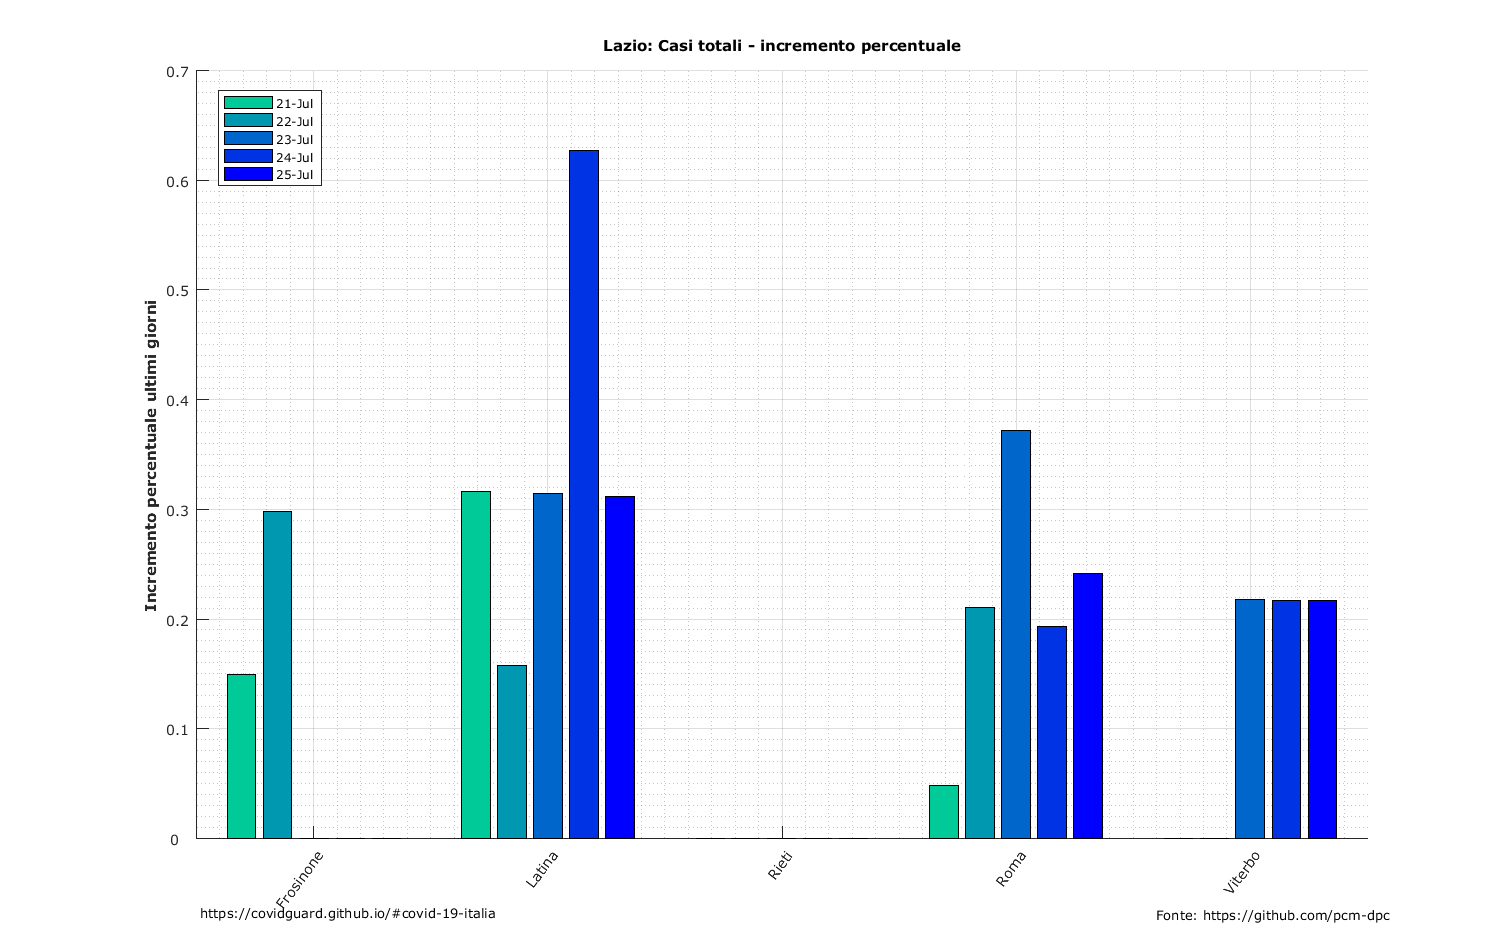 Lazio: Casi totali - incremento percentuale
0.7
0.6
0.5
0.4
0.3
0.2
0.1
0
Incremento percentuale ultimi giorni
21-Jul
22-Jul
23-Jul
24-Jul
25-Jul
Frosinone
Latina
Rieti
Roma
Viterbo
https://covidguard.github.io/#covid-19-italia
Fonte: https://github.com/pcm-dpc